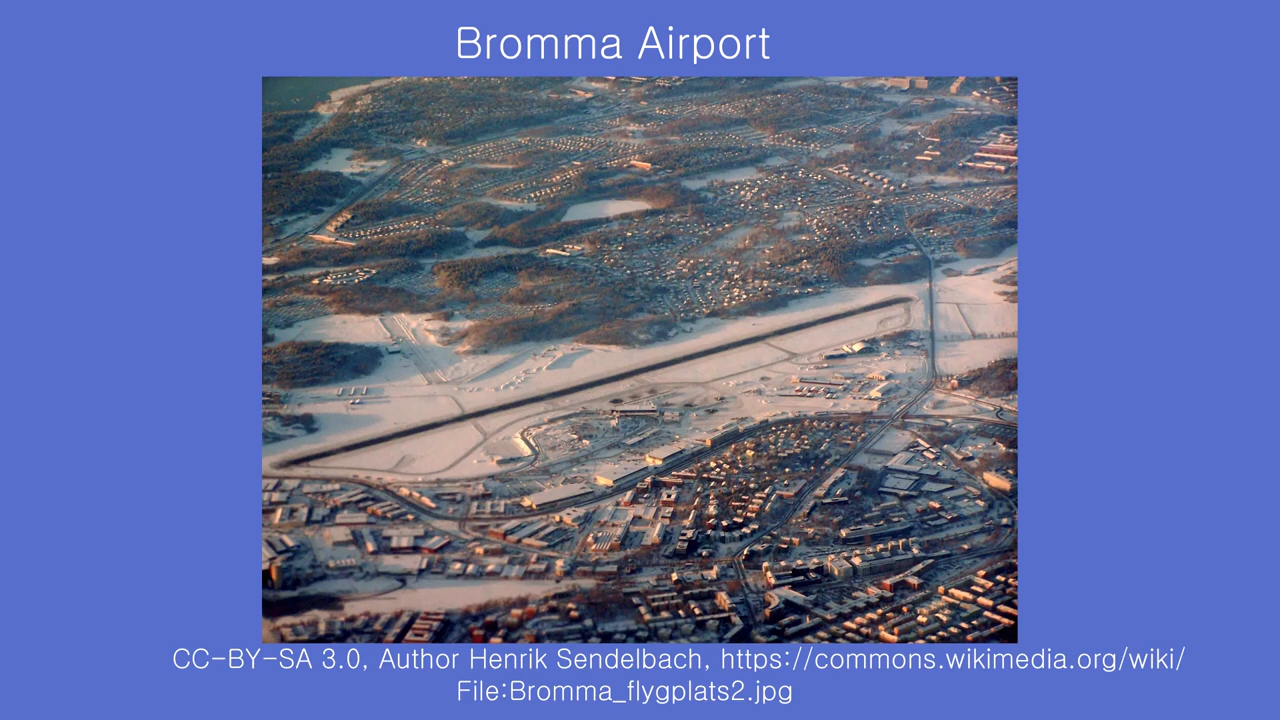 Bromma Airport
CC-BY-SA 3.0, Author Henrik Sendelbach, https://commons.wikimedia.org/wiki/
File:Bromma_flygplats2.jpg